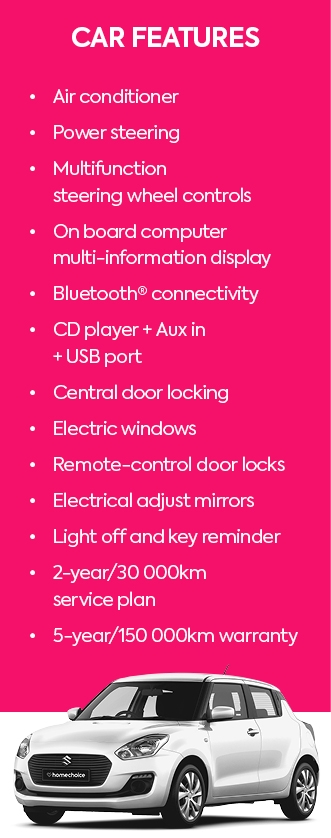 CAR FEATURES
• Air conditioner
• Power steering
• Multifunction
steering wheel controls
• On board computer
multi-information display
• Bluetooth® connectivity
• CD player + Aux in
+ USB port
• Central door locking
• Electric windows
• Remote-control door locks
• Electrical adjust mirrors
• Light off and key reminder
• 2-year/30 000km
service plan
• 5-year/150 000km warranty
homechoice